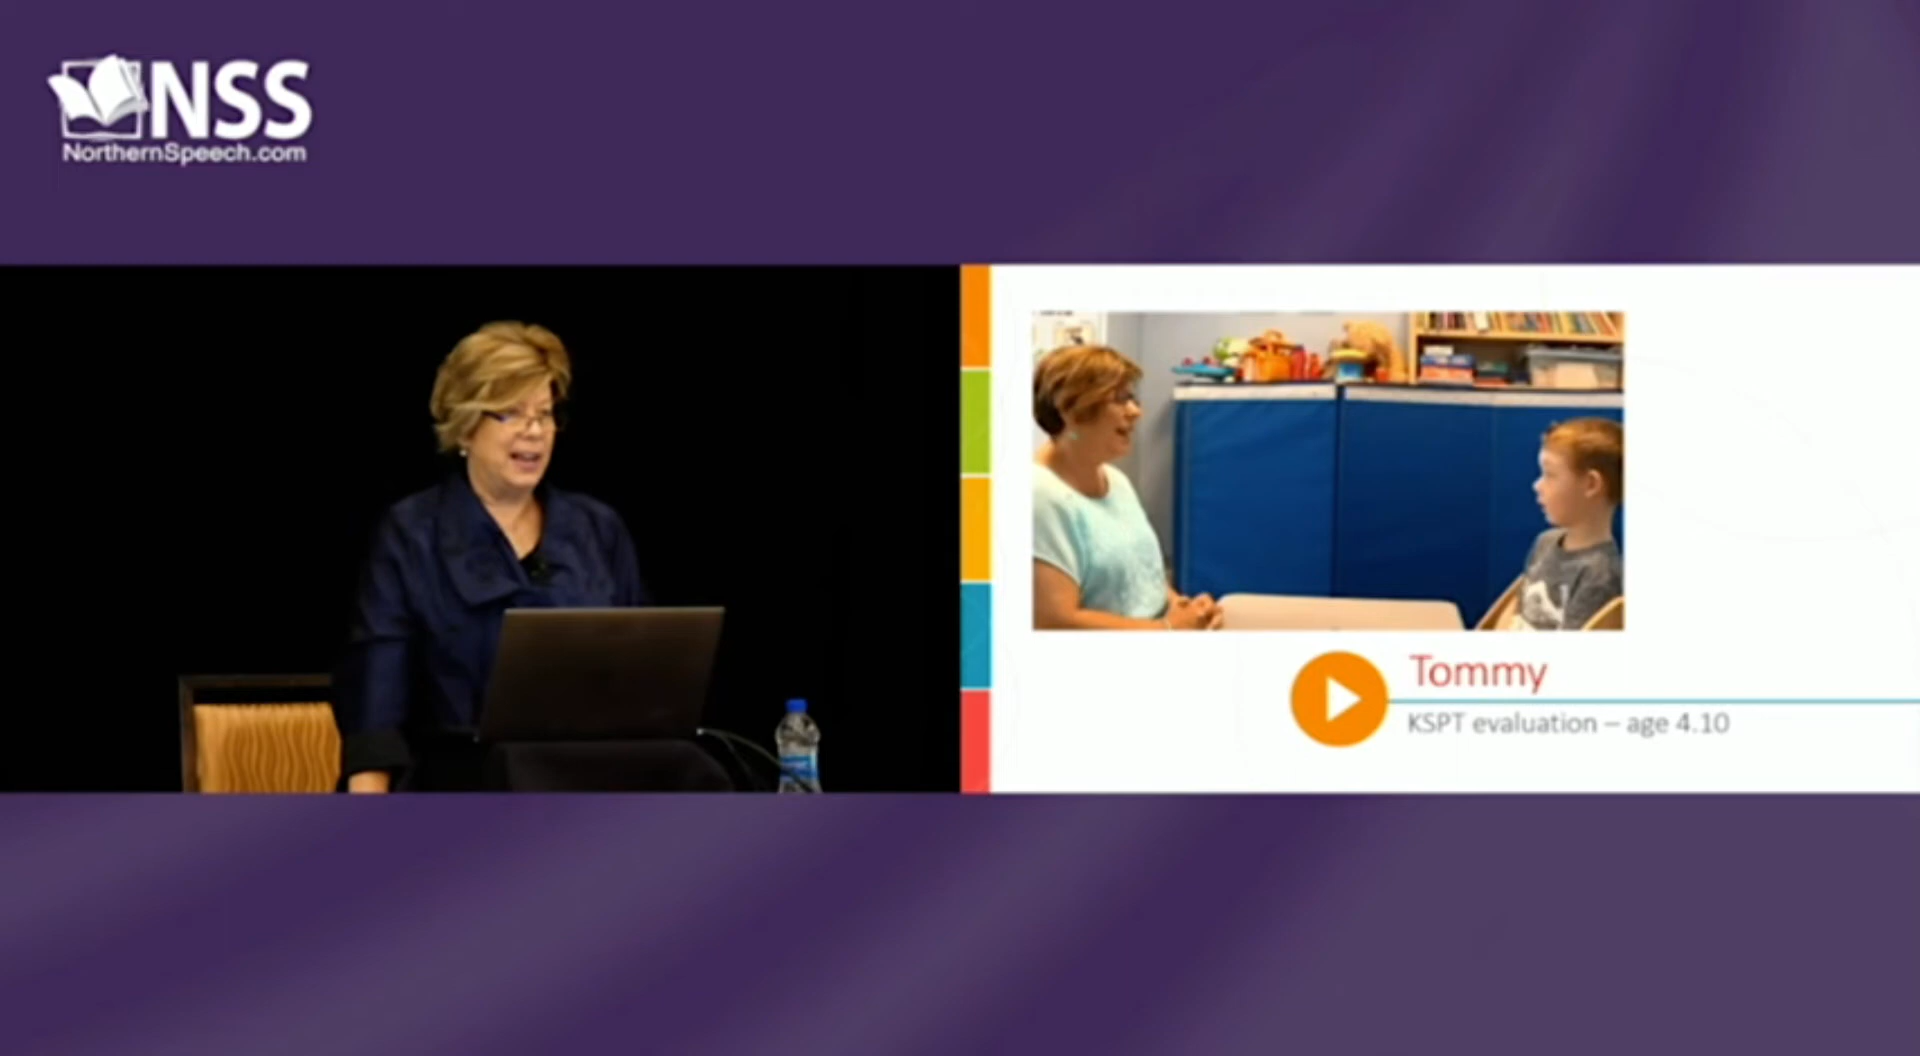 NSS
NorthernSpeech.com
Tommy
KSPT evaluation – age 4.10